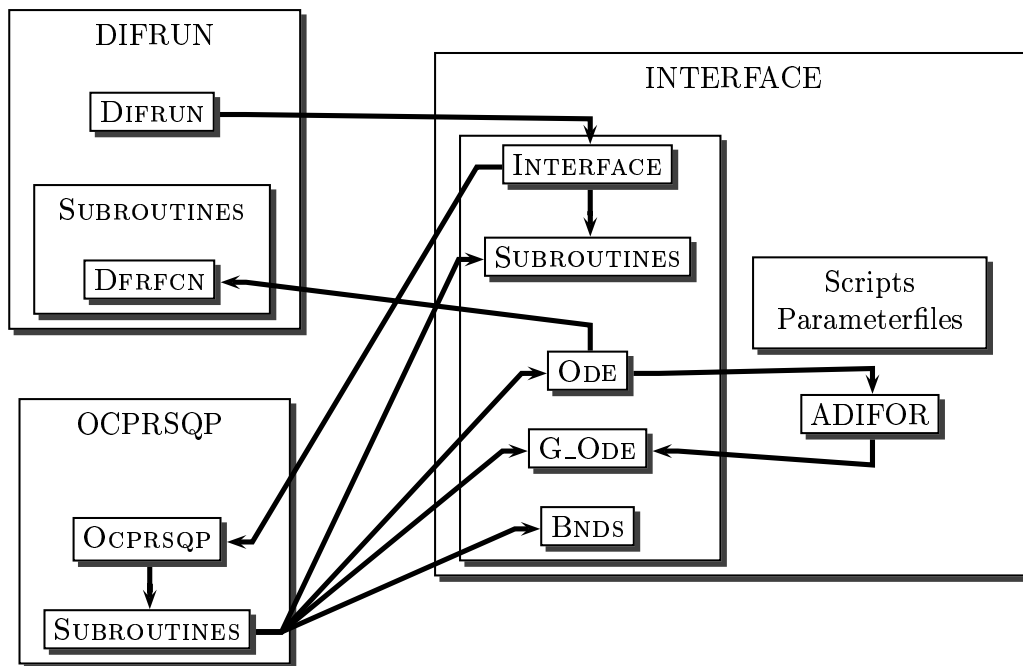 DIFRUN
DIFRUN
SUBROUTINES
DFRFCN
OCPRSQP
OCPRSQP
SUBROUTINES
INTERFACE
INTERFACE
SUBROUTINES
ODE
G_ODE
BNDS
Scripts
Parameterfiles
ADIFOR